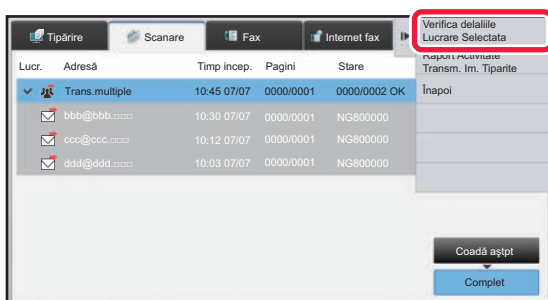 Tipărire
Scanare
Fax
Internet fax
Verifica delaliile
Lucrare Selectata
Raport Activitate
Transm. Im. Tiparite
Înapoi
Lucr. Adresă Timp incep. Pagini Stare
Trans.multiple 10:45 07/07 0000/0001 0000/0002 OK
bbb@bbb.□□□ 10:30 07/07 0000/0001 NG800000
ccc@ccc.□□□ 10:12 07/07 0000/0001 NG800000
ddd@ddd.□□□ 10:03 07/07 0000/0001 NG800000
Coadă aştpt
Complet